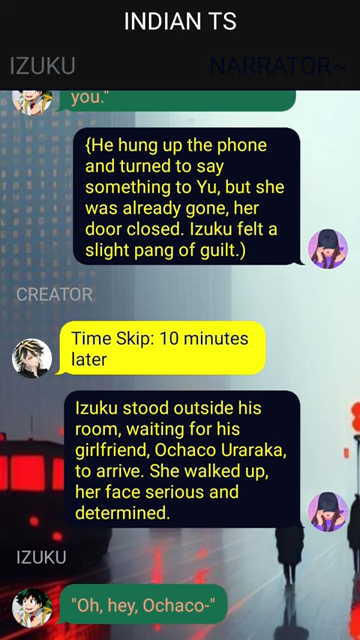 INDIAN TS
IZUKU
NARRATOR~
you."
{He hung up the phone
and turned to say
something to Yu, but she
was already gone, her
door closed. Izuku felt a
slight pang of guilt.)
CREATOR
Time Skip: 10 minutes
later
Izuku stood outside his
room, waiting for his
girlfriend, Ochaco Uraraka,
to arrive. She walked up,
her face serious and
determined.
IZUKU
"Oh, hey, Ochaco-"